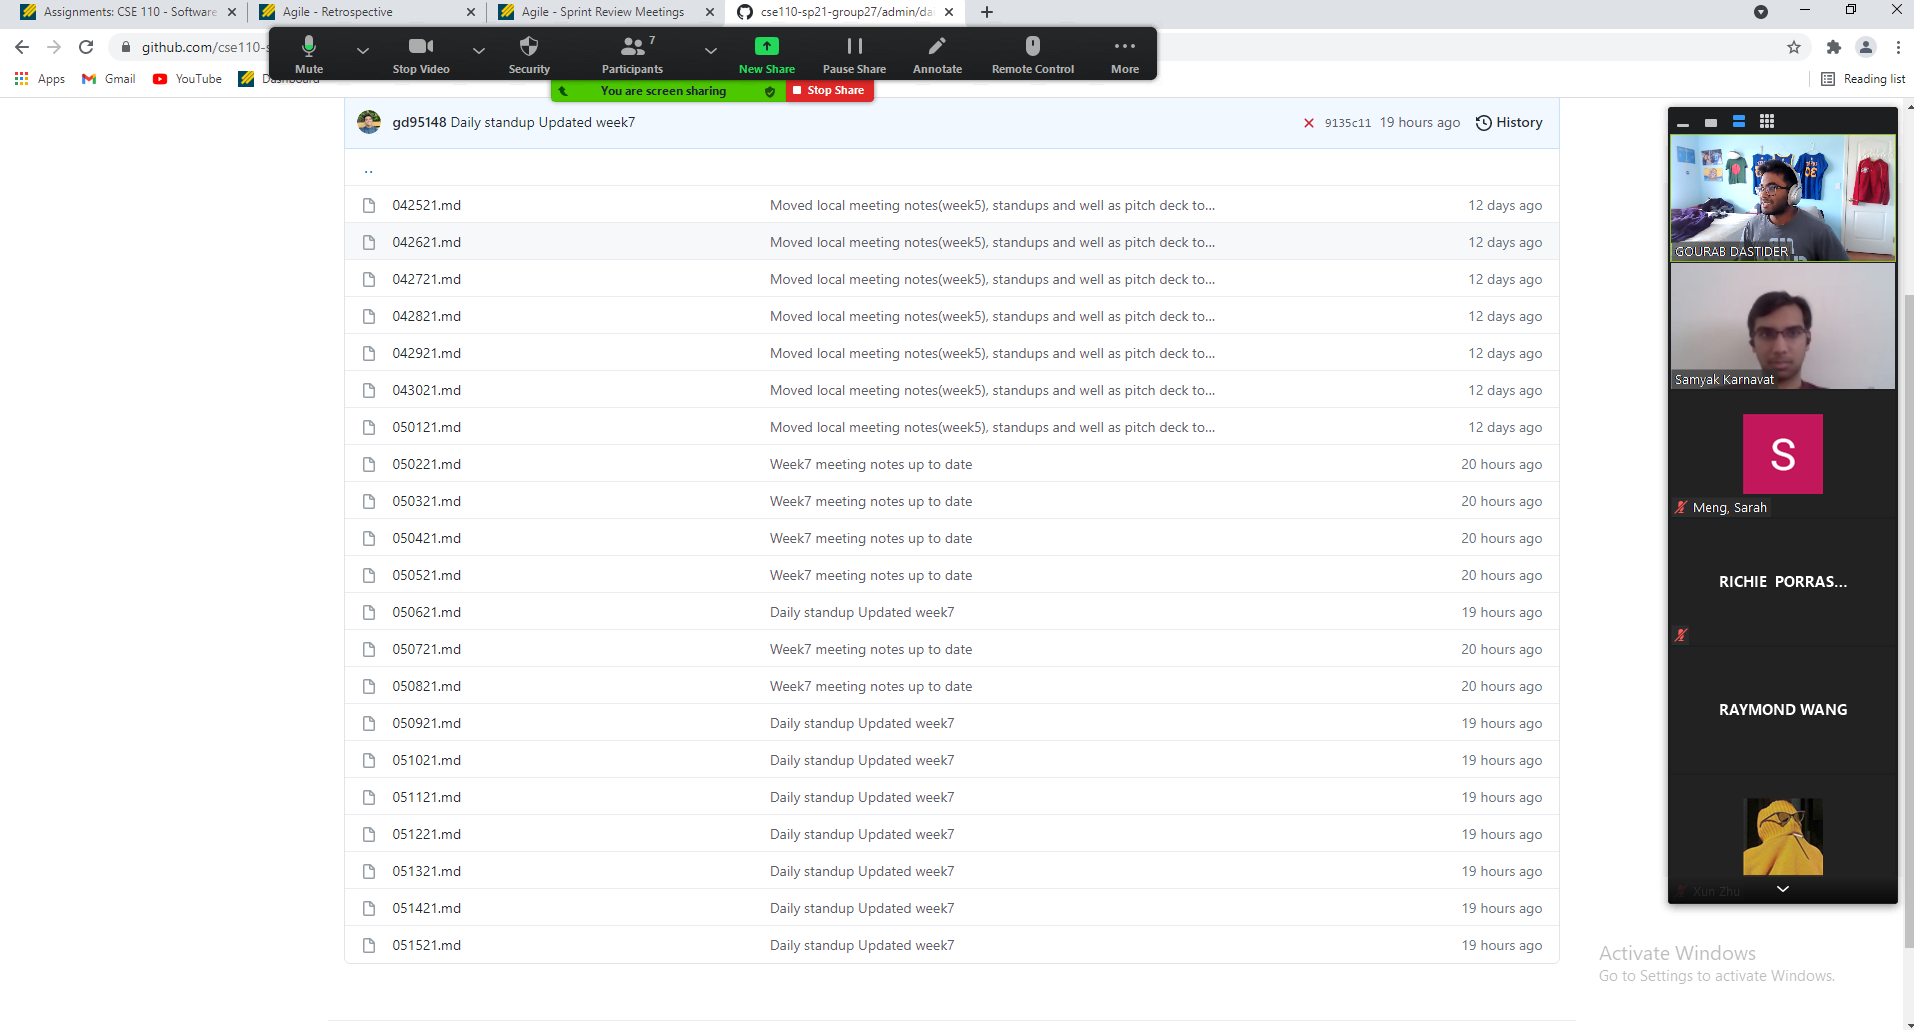 Assignments: CSE 110 - Software
Agile - Retrospective
Agile - Sprint Review Meetings
cse110-sp21-group27/admin/da
github.com/cse110-s
Mute
Stop Video
Security
Participants
7
New Share
Pause Share
Annotate
Remote Control
More
Apps
Gmail
YouTube
Reading list
You are screen sharing
Stop Share
gd95148 Daily standup Updated week7
9135c11 19 hours ago History
..
042521.md Moved local meeting notes(week5), standups and well as pitch deck to... 12 days ago
042621.md Moved local meeting notes(week5), standups and well as pitch deck to... 12 days ago
042721.md Moved local meeting notes(week5), standups and well as pitch deck to... 12 days ago
042821.md Moved local meeting notes(week5), standups and well as pitch deck to... 12 days ago
042921.md Moved local meeting notes(week5), standups and well as pitch deck to... 12 days ago
043021.md Moved local meeting notes(week5), standups and well as pitch deck to... 12 days ago
050121.md Moved local meeting notes(week5), standups and well as pitch deck to... 12 days ago
050221.md Week7 meeting notes up to date 20 hours ago
050321.md Week7 meeting notes up to date 20 hours ago
050421.md Week7 meeting notes up to date 20 hours ago
050521.md Week7 meeting notes up to date 20 hours ago
050621.md Daily standup Updated week7 19 hours ago
050721.md Week7 meeting notes up to date 20 hours ago
050821.md Week7 meeting notes up to date 20 hours ago
050921.md Daily standup Updated week7 19 hours ago
051021.md Daily standup Updated week7 19 hours ago
051121.md Daily standup Updated week7 19 hours ago
051221.md Daily standup Updated week7 19 hours ago
051321.md Daily standup Updated week7 19 hours ago
051421.md Daily standup Updated week7 19 hours ago
051521.md Daily standup Updated week7 19 hours ago
GOURAB DASTIDER
Samyak Karnavat
S
Meng, Sarah
RICHIE PORRAS...
RAYMOND WANG
Xun Zhu
Activate Windows
Go to Settings to activate Windows.